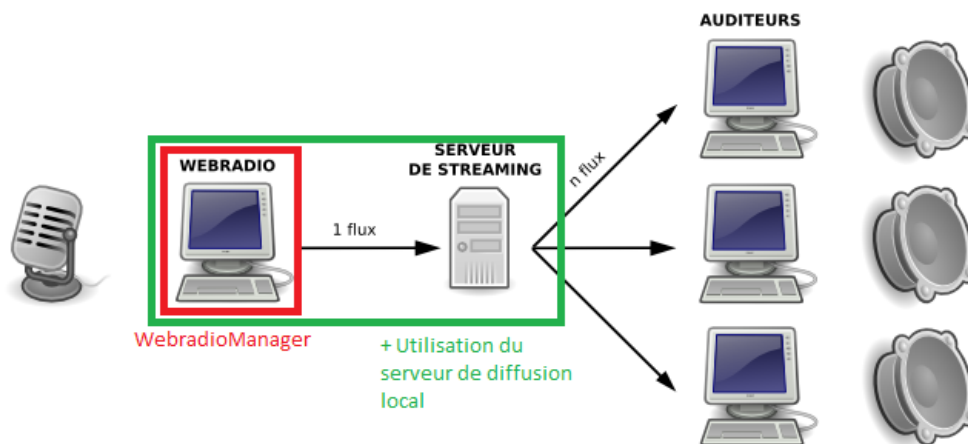 AUDITEURS
WEBRADIO
SERVEUR
DE STREAMING
1 flux
n flux
WebradioManager
+ Utilisation du
serveur de diffusion
local